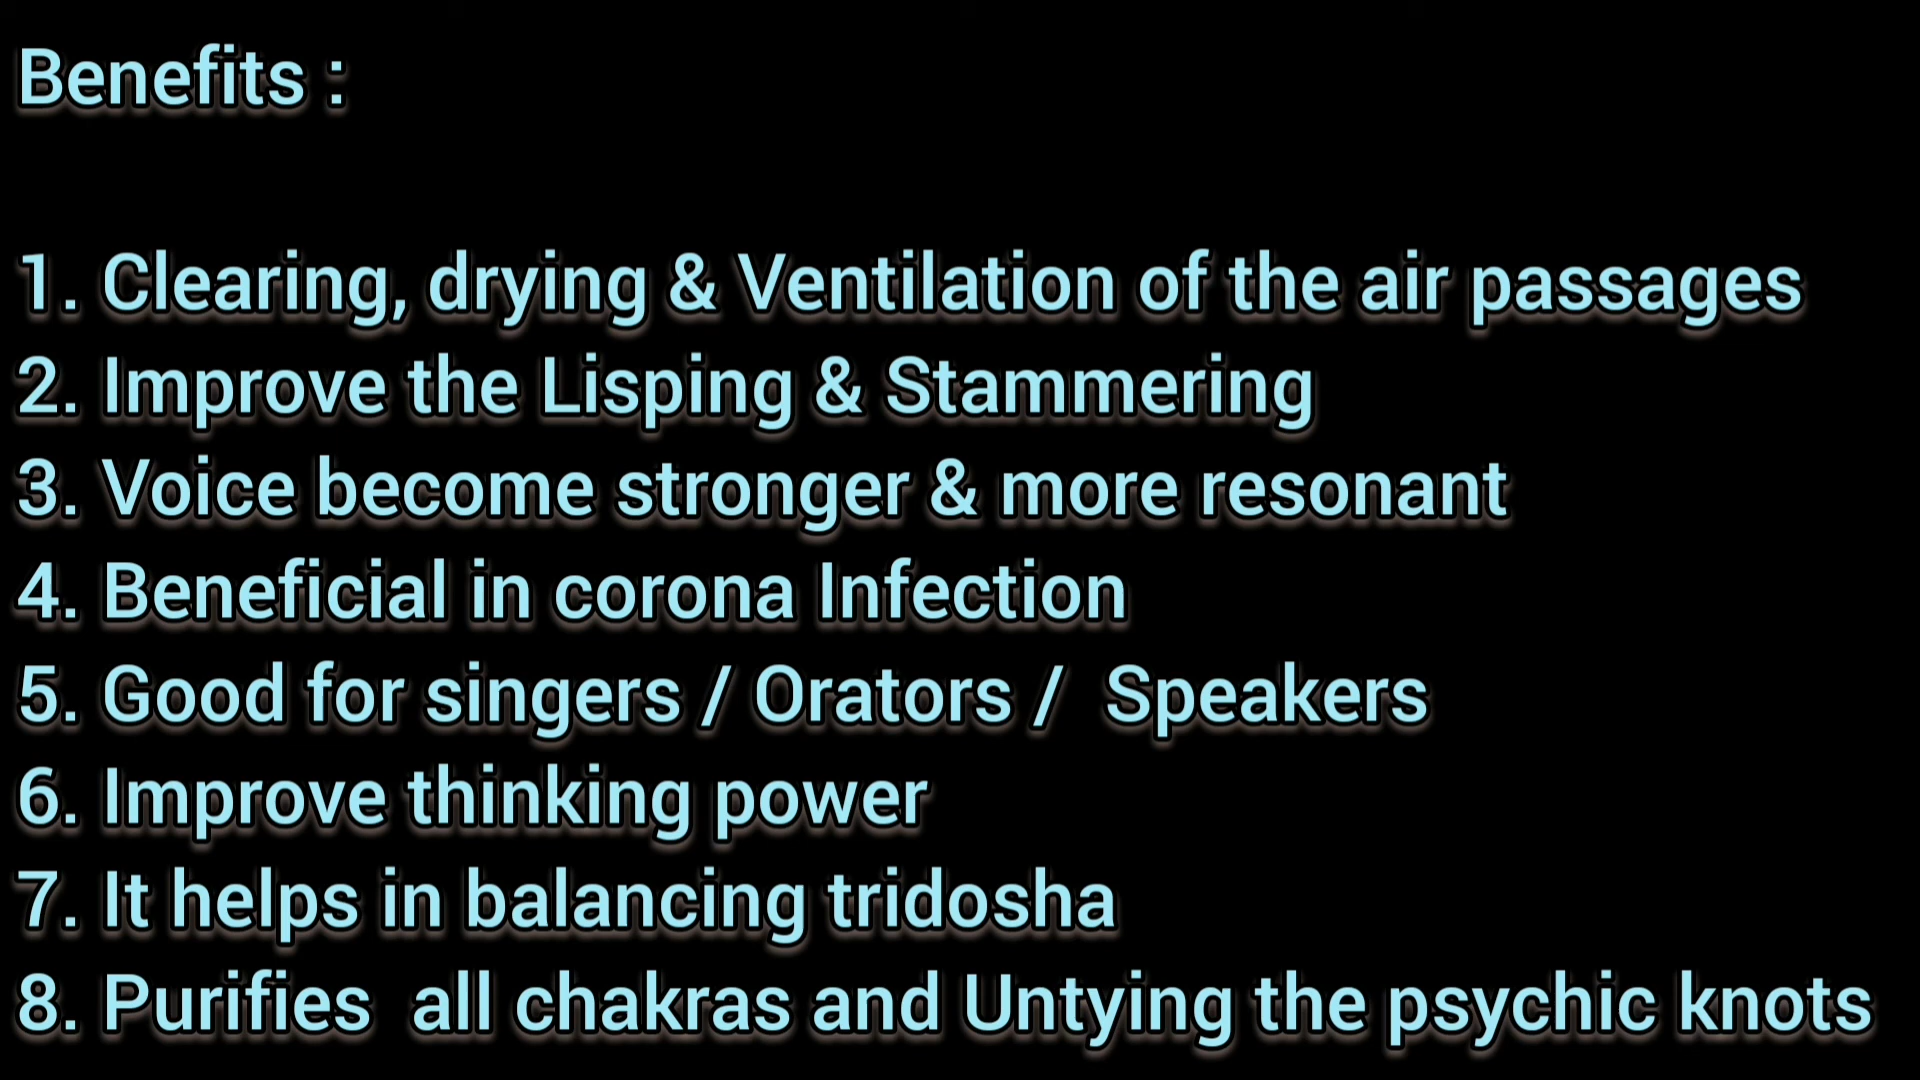 Benefits :
1. Clearing, drying & Ventilation of the air passages
2. Improve the Lisping & Stammering
3. Voice become stronger & more resonant
4. Beneficial in corona Infection
5. Good for singers / Orators /  Speakers
6. Improve thinking power
7. It helps in balancing tridosha
8. Purifies  all chakras and Untying the psychic knots